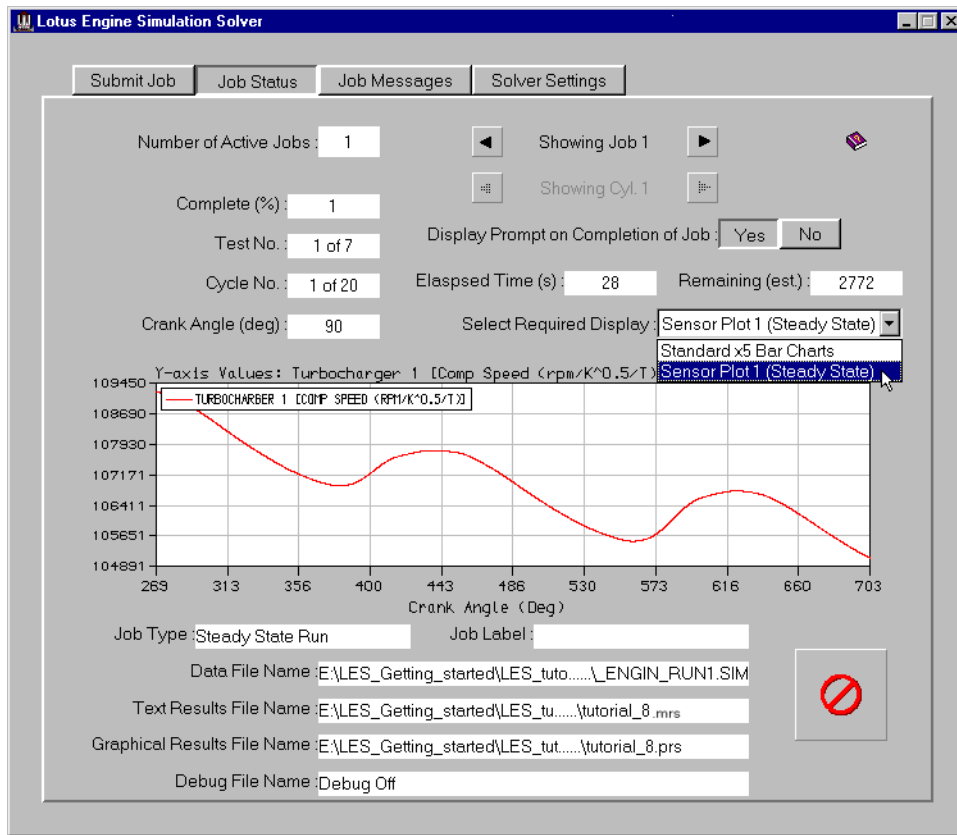 Lotus Engine Simulation Solver
Submit Job Job Status Job Messages Solver Settings
Number of Active Jobs : 1 Showing Job 1
Showing Cyl. 1
Complete (%) : 1
Display Prompt on Completion of Job : Yes No
Test No. : 1 of 7
Cycle No. : 1 of 20 Elaspsed Time (s) : 28 Remaining (est.) : 2772
Crank Angle (deg) : 90 Select Required Display : Sensor Plot 1 (Steady State)
Standard x5 Bar Charts
Sensor Plot 1 (Steady State)
Y-axis Values: Turbocharger 1 [Comp Speed (rpm/K^0.5/T)
109450
TURBOCHARBER 1 [COMP SPEED (RPM/K^0.5/T)]
108690
107930
107171
106411
105651
104891
269 313 356 400 443 486 530 573 616 660 703
Crank Angle (Deg)
Job Type : Steady State Run Job Label :
Data File Name : E:\LES_Getting_started\LES_tuto......\_ENGIN_RUN1.SIM
Text Results File Name : E:\LES_Getting_started\LES_tu......\tutorial_8.mrs
Graphical Results File Name : E:\LES_Getting_started\LES_tut......\tutorial_8.prs
Debug File Name : Debug Off